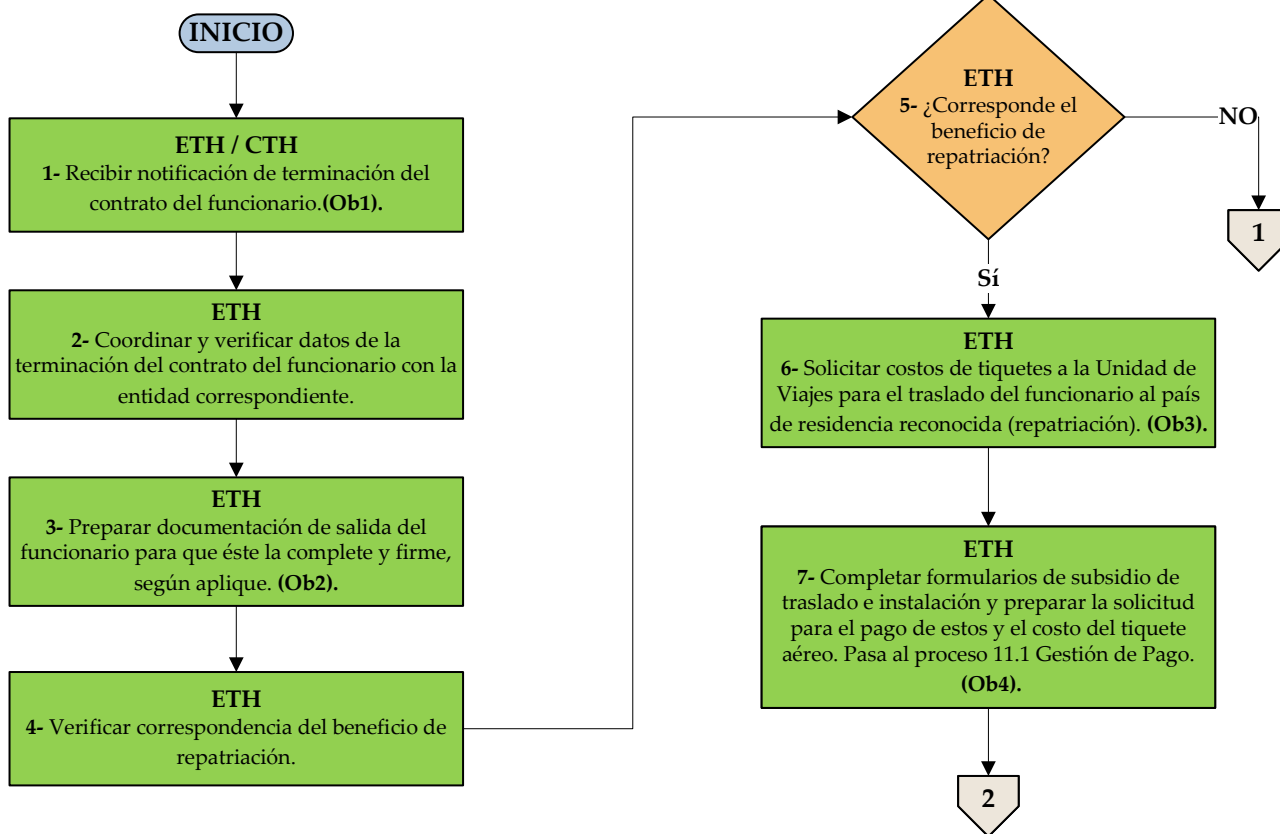 INICIO
ETH / CTH
1- Recibir notificación de terminación del
contrato del funcionario.(Ob1).
ETH
2- Coordinar y verificar datos de la
terminación del contrato del funcionario con la
entidad correspondiente.
ETH
3- Preparar documentación de salida del
funcionario para que éste la complete y firme,
según aplique. (Ob2).
ETH
4- Verificar correspondencia del beneficio de
repatriación.
ETH
5- ¿Corresponde el
beneficio de
repatriación?
NO
1
Sí
ETH
6- Solicitar costos de tiquetes a la Unidad de
Viajes para el traslado del funcionario al país
de residencia reconocida (repatriación). (Ob3).
ETH
7- Completar formularios de subsidio de
traslado e instalación y preparar la solicitud
para el pago de estos y el costo del tiquete
aéreo. Pasa al proceso 11.1 Gestión de Pago.
(Ob4).
2